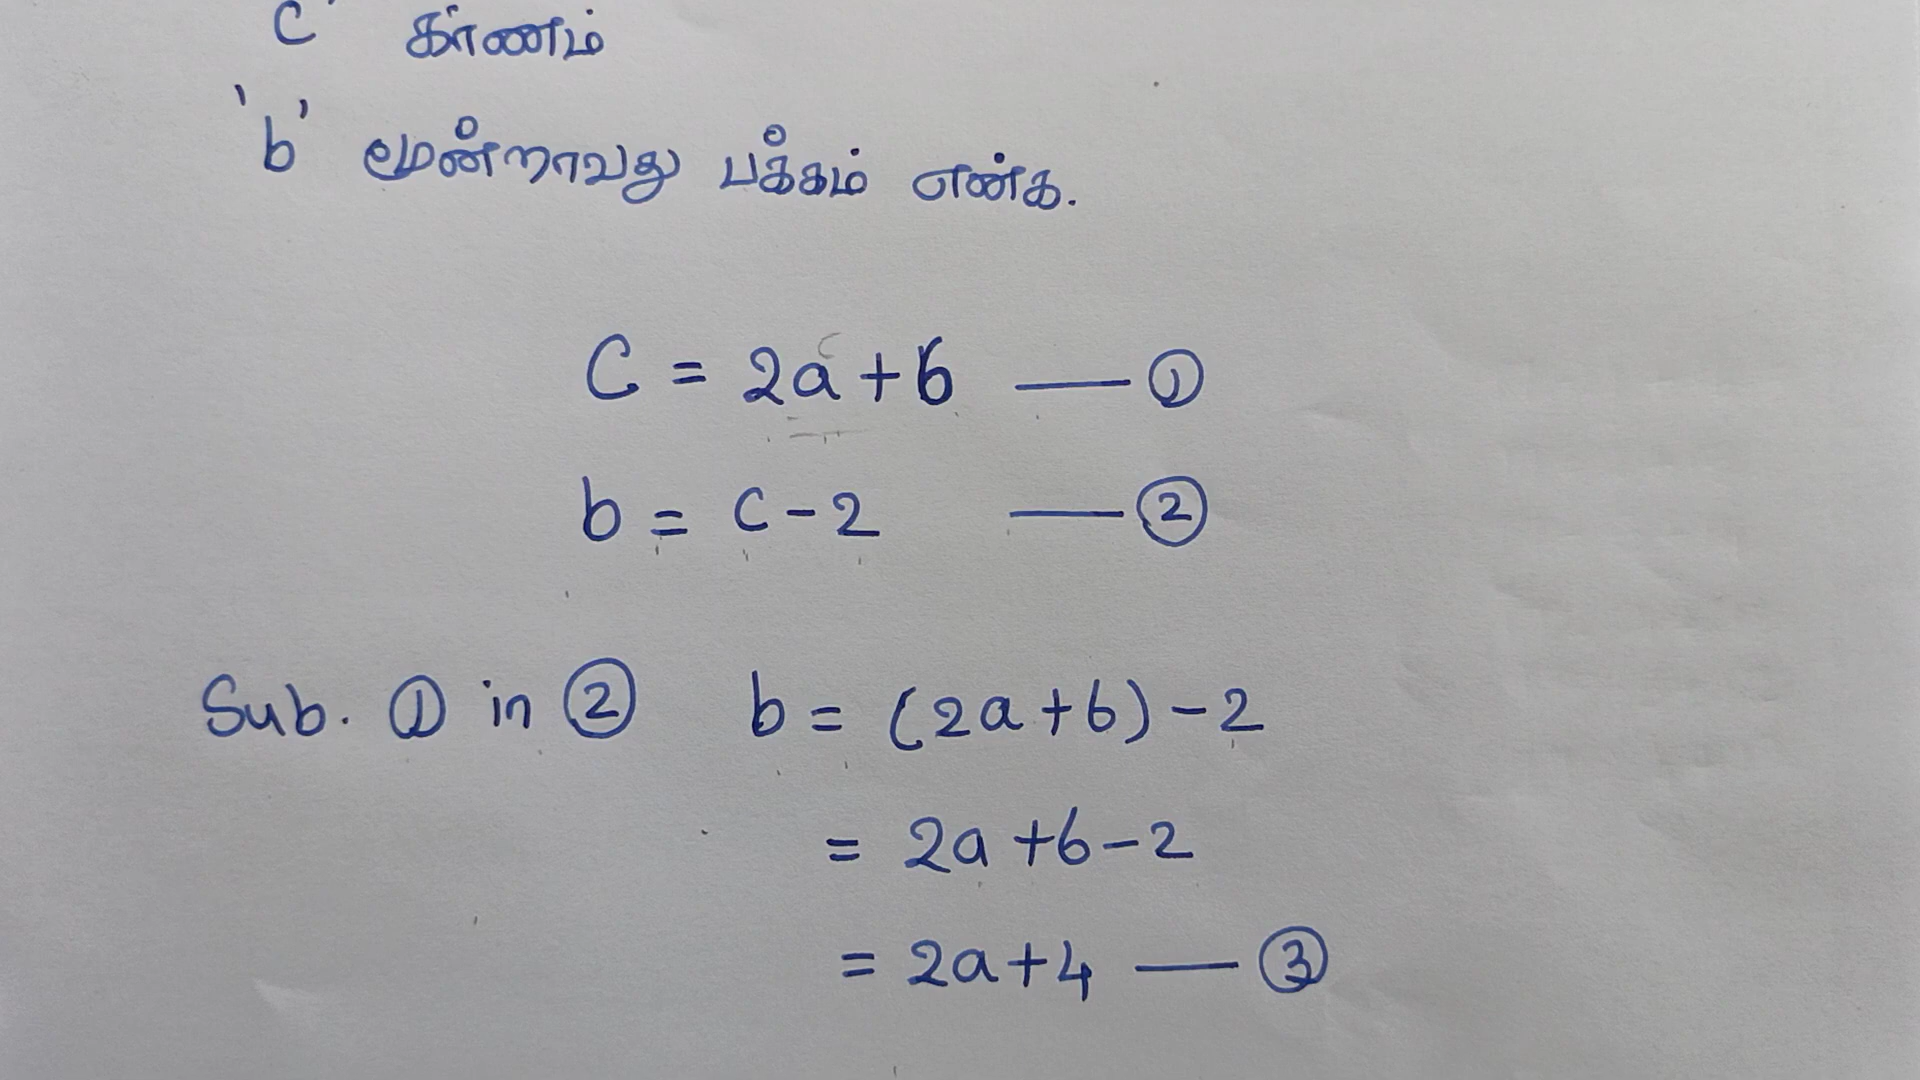 'c' கர்ணம்
'b' மூன்றாவது பக்கம் என்க.
C = 2a + 6 — ①
b = c - 2 — ②
Sub. ① in ② b = (2a + 6) - 2
= 2a + 6 - 2
= 2a + 4 — ③